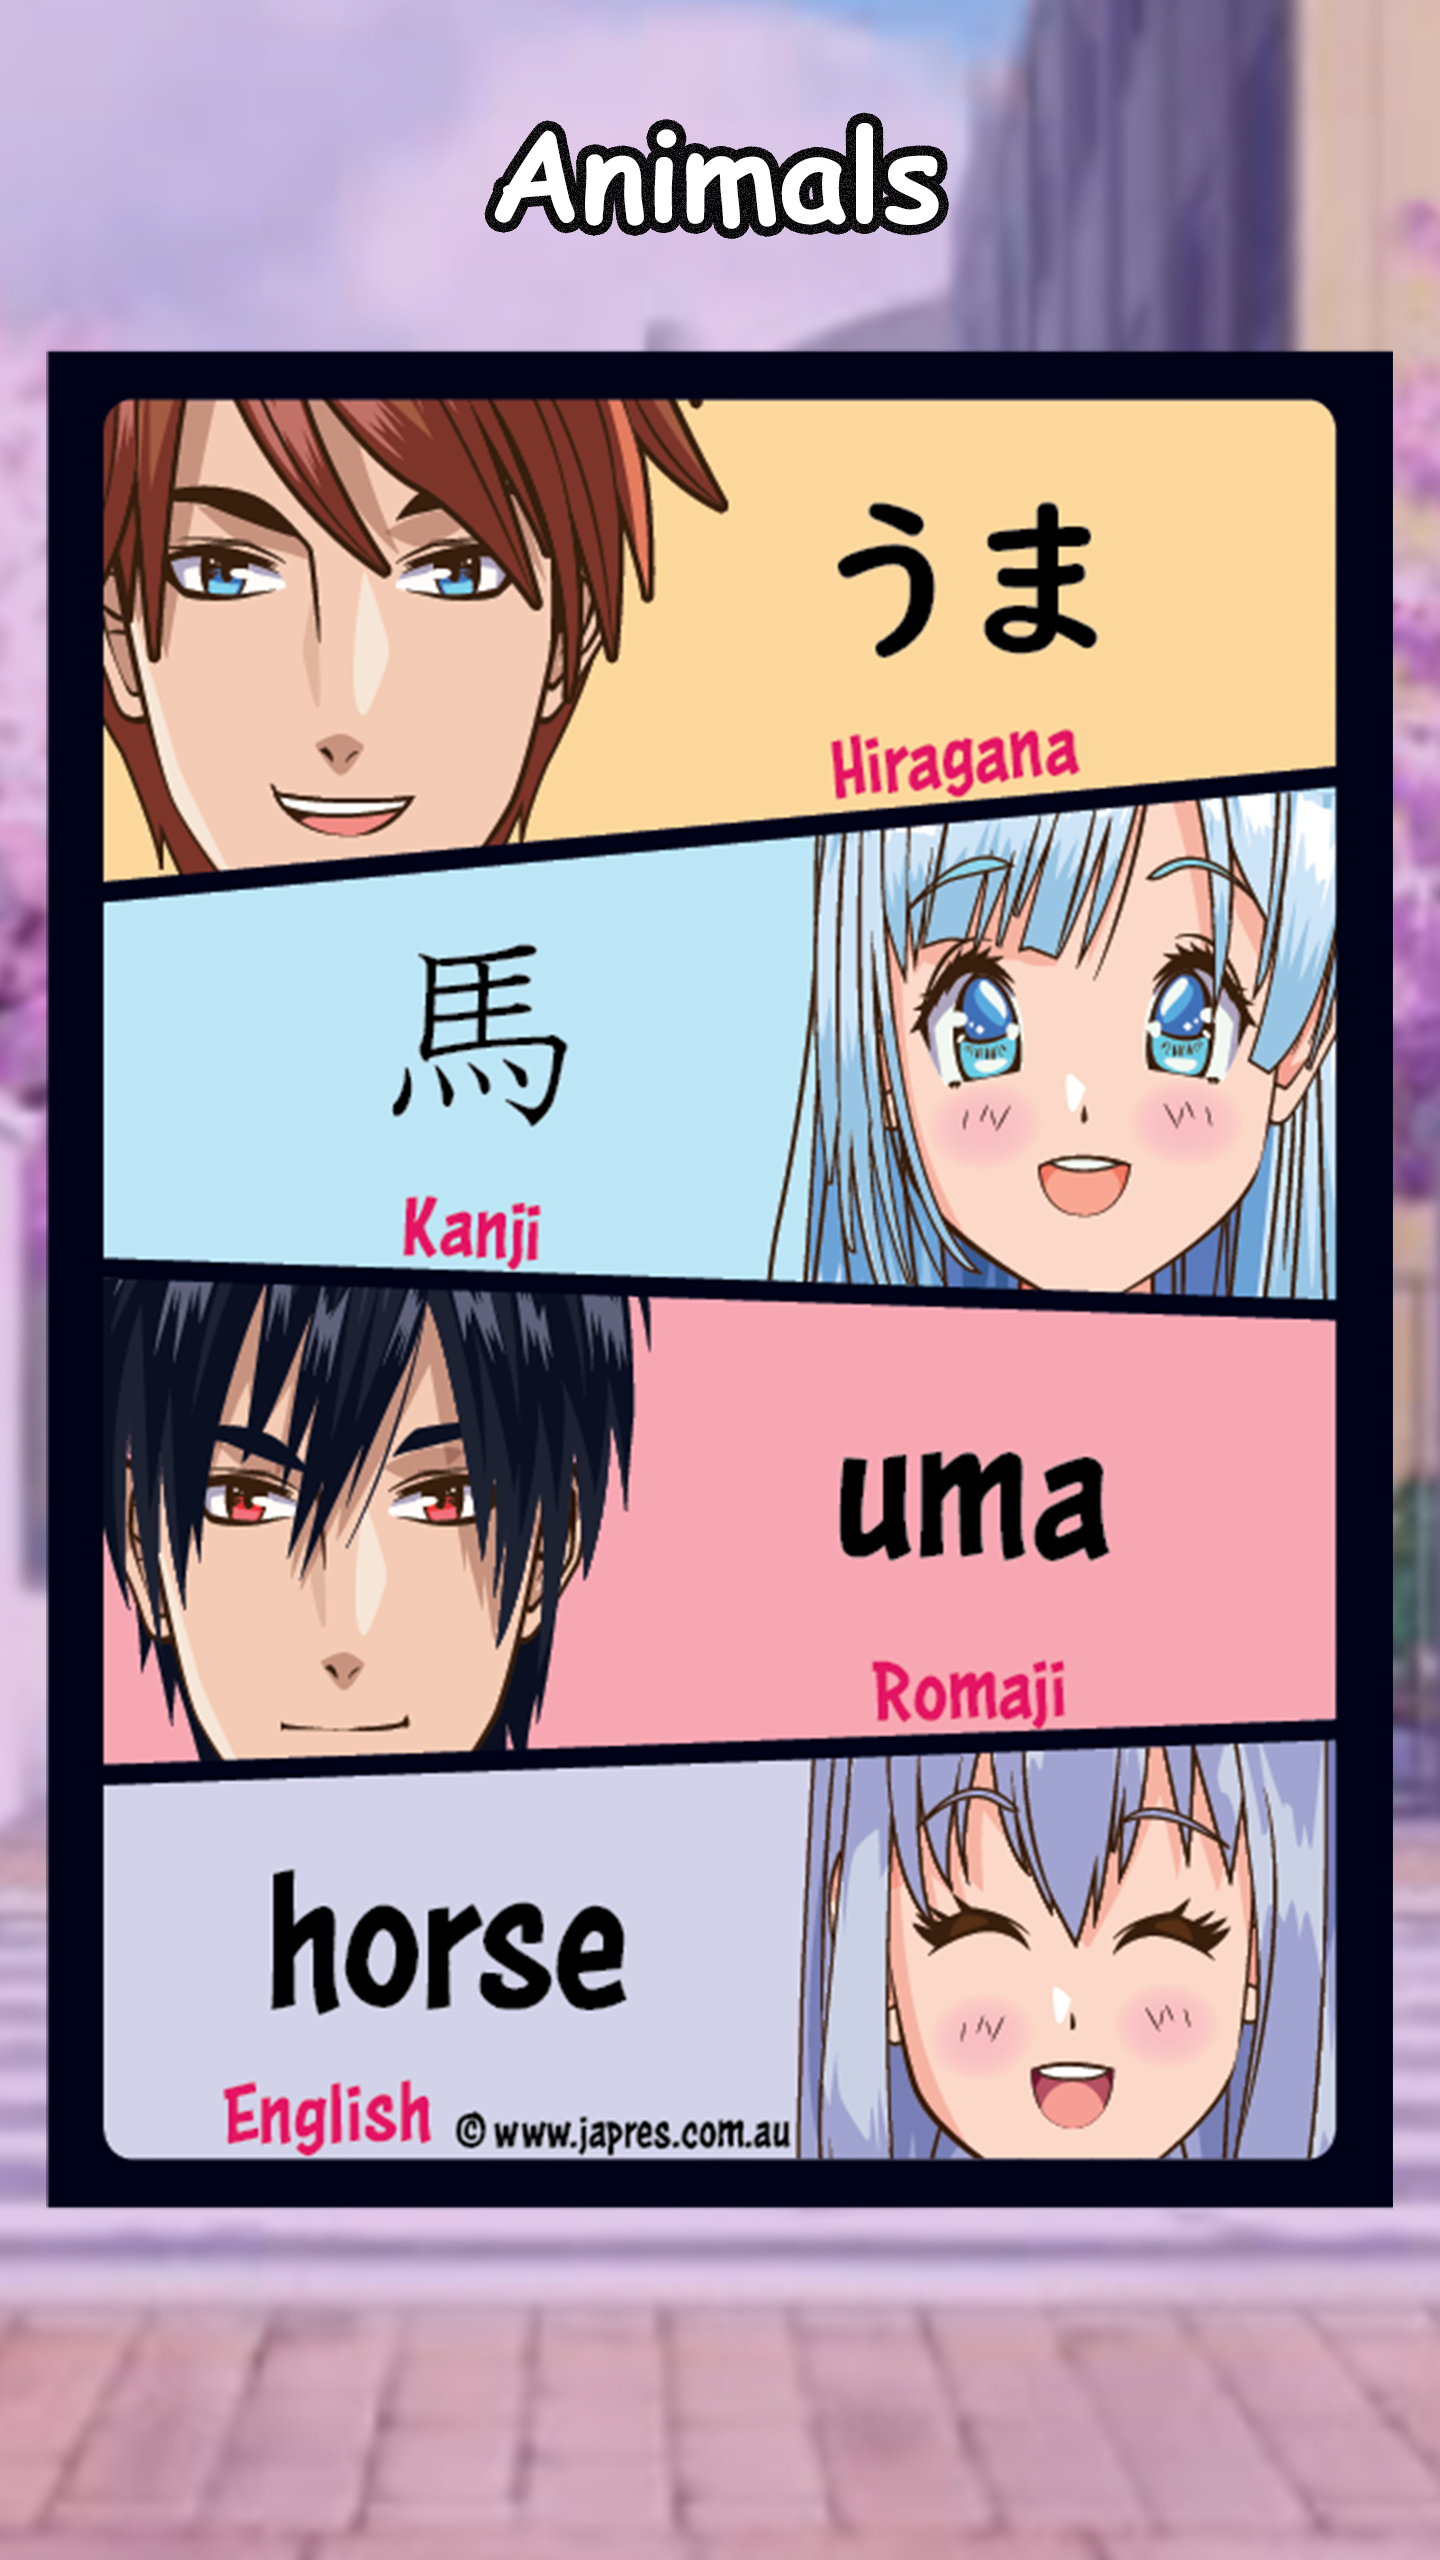 Animals
うま
Hiragana
馬
Kanji
uma
Romaji
horse
English © www.japres.com.au